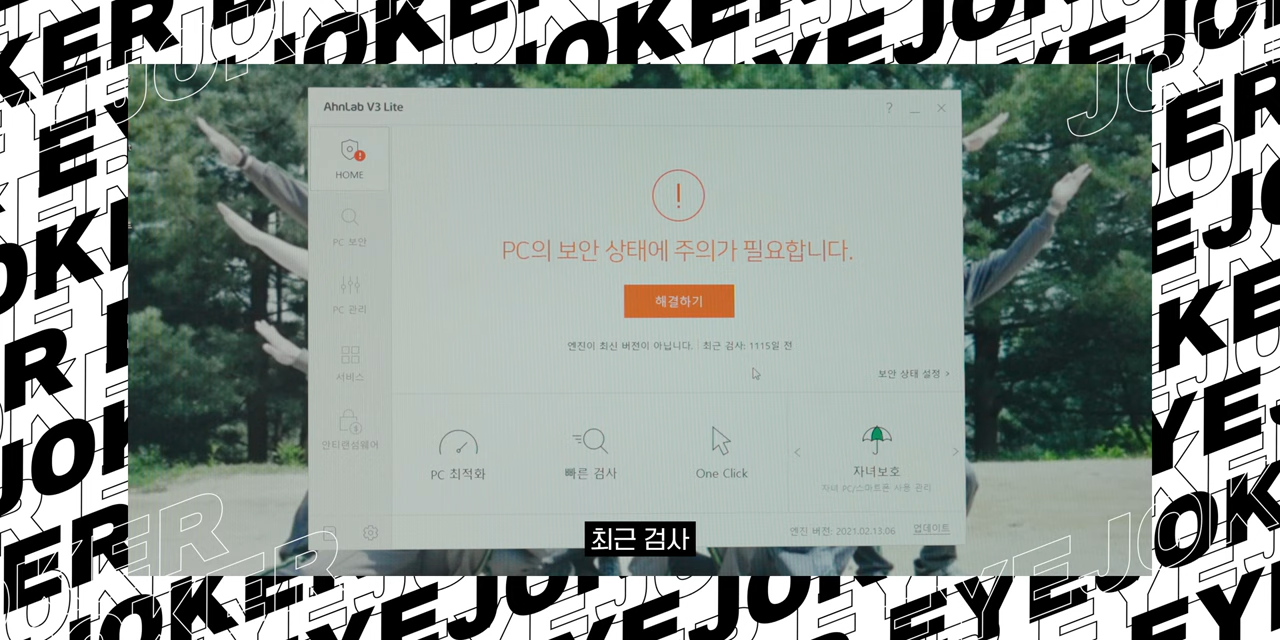 AhnLab V3 Lite
HOME
PC 보안
PC 관리
서비스
안티랜섬웨어
PC의 보안 상태에 주의가 필요합니다.
해결하기
엔진이 최신 버전이 아닙니다. 최근 검사: 1115일 전
보안 상태 설정 >
PC 최적화
빠른 검사
One Click
자녀보호
자녀 PC/스마트폰 사용 관리
엔진 버전: 2021.02.13.06 업데이트
최근 검사
EYE JOKER